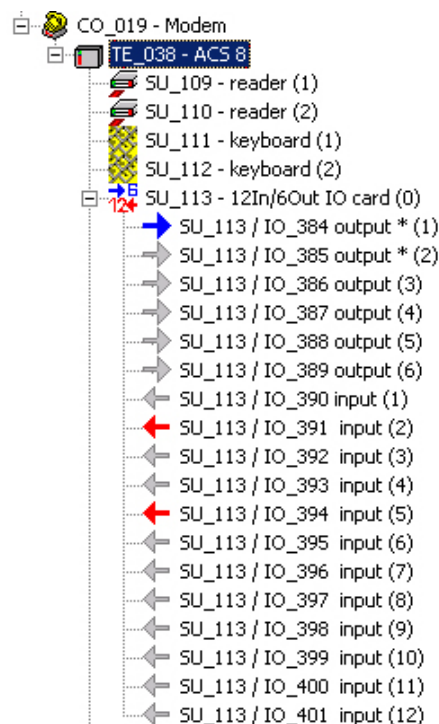 CO_019 - Modem
TE_038 - ACS 8
SU_109 - reader (1)
SU_110 - reader (2)
SU_111 - keyboard (1)
SU_112 - keyboard (2)
6
12
SU_113 - 12In/6Out IO card (0)
SU_113 / IO_384 output * (1)
SU_113 / IO_385 output * (2)
SU_113 / IO_386 output (3)
SU_113 / IO_387 output (4)
SU_113 / IO_388 output (5)
SU_113 / IO_389 output (6)
SU_113 / IO_390 input (1)
SU_113 / IO_391 input (2)
SU_113 / IO_392 input (3)
SU_113 / IO_393 input (4)
SU_113 / IO_394 input (5)
SU_113 / IO_395 input (6)
SU_113 / IO_396 input (7)
SU_113 / IO_397 input (8)
SU_113 / IO_398 input (9)
SU_113 / IO_399 input (10)
SU_113 / IO_400 input (11)
SU_113 / IO_401 input (12)